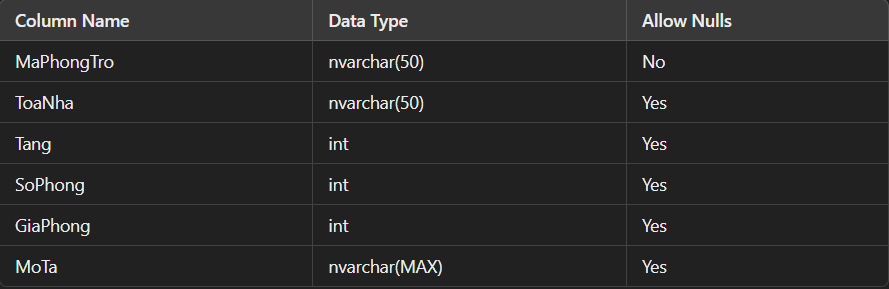 Column Name Data Type Allow Nulls
MaPhongTro nvarchar(50) No
ToaNha nvarchar(50) Yes
Tang int Yes
SoPhong int Yes
GiaPhong int Yes
MoTa nvarchar(MAX) Yes